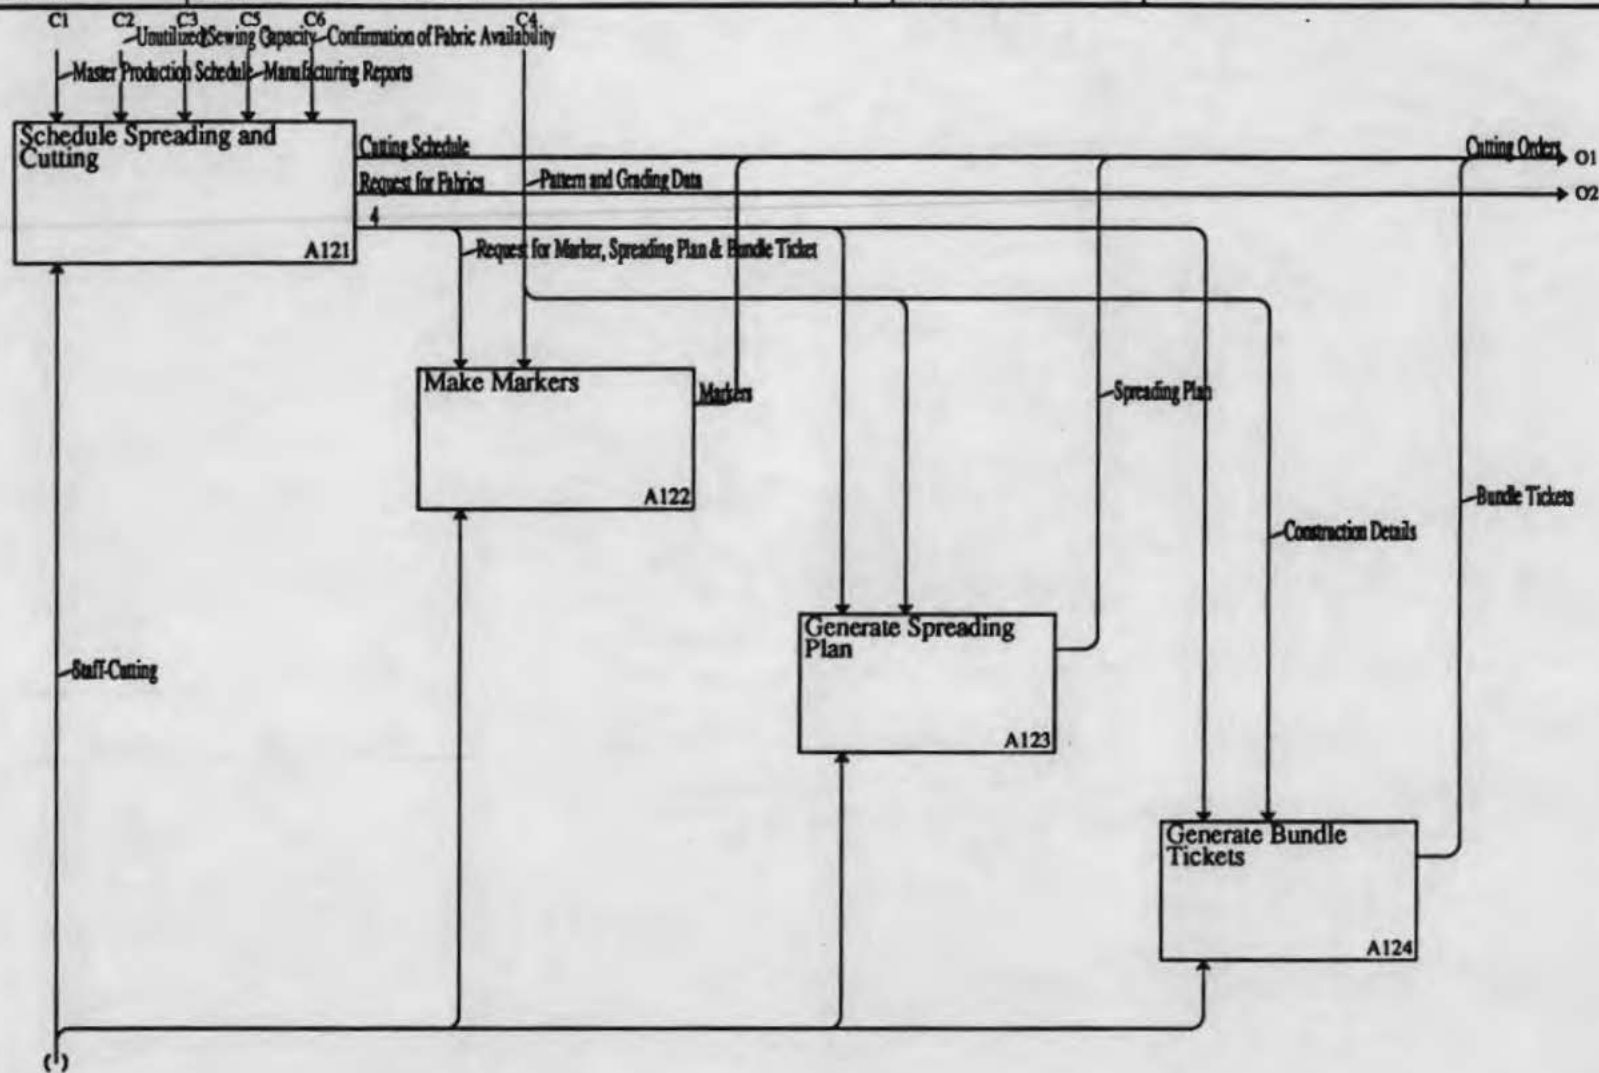 C1 C2 C3 C5 C6 C4
Unutilized Sewing Capacity Confirmation of Fabric Availability
Master Production Schedule Manufacturing Reports
Schedule Spreading and
Cutting
A121
Cutting Schedule
Cutting Orders O1
Request for Fabrics
Pattern and Grading Data
O2
4
Request for Marker, Spreading Plan & Bundle Ticket
Make Markers
A122
Markers
Spreading Plan
Bundle Tickets
Construction Details
Generate Spreading
Plan
A123
Staff-Cutting
Generate Bundle
Tickets
A124